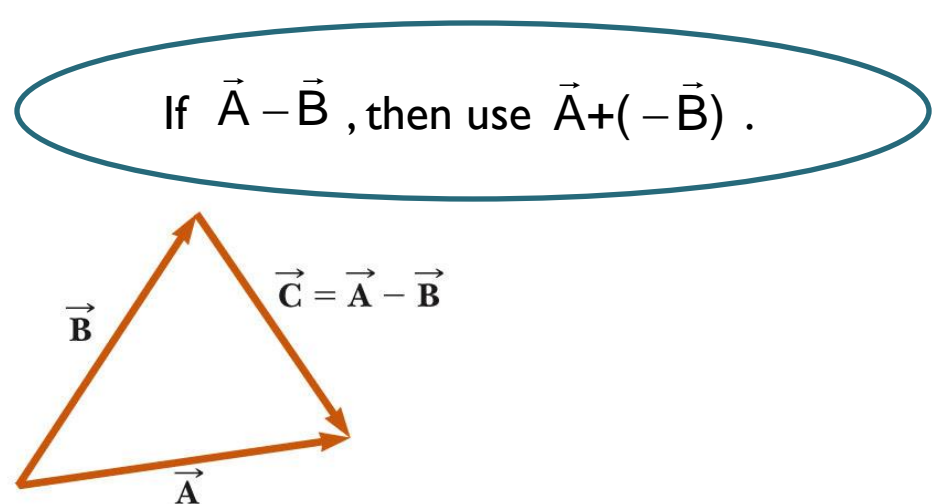 If A⃗ – B⃗ , then use A⃗+( – B⃗) .
C⃗ = A⃗ − B⃗
B⃗
A⃗